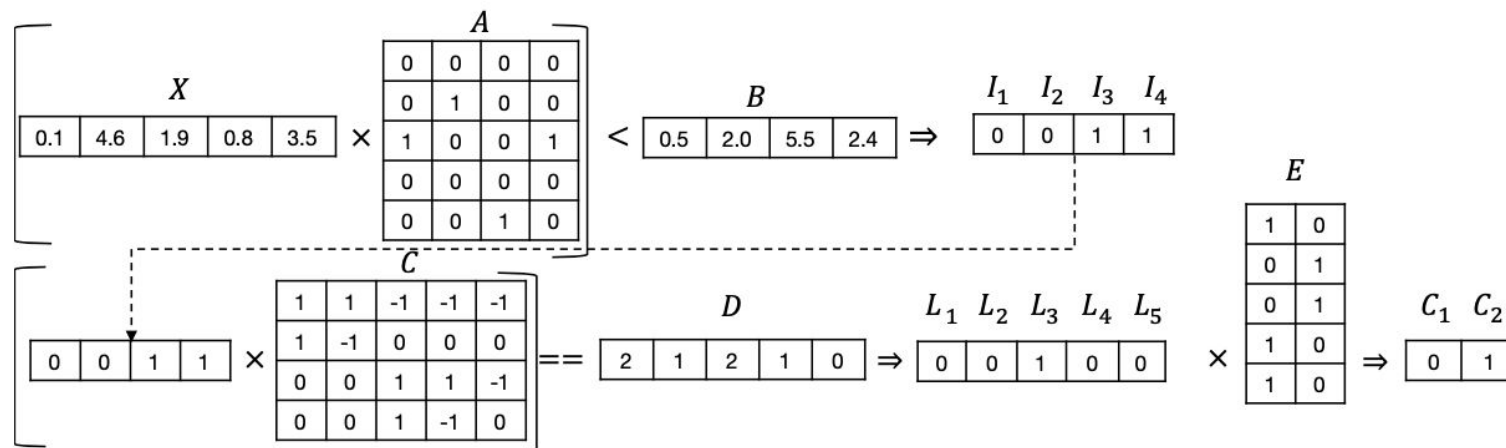 A
0 0 0 0
X
0 1 0 0
B
I₁ I₂ I₃ I₄
0.1 4.6 1.9 0.8 3.5 × 1 0 0 1 < 0.5 2.0 5.5 2.4 ⇒ 0 0 1 1
0 0 0 0
0 0 1 0
E
1 0
0 1
0 1
1 0
1 0
C
1 1 -1 -1 -1
1 -1 0 0 0
0 0 1 1 -1
0 0 1 -1 0
D
L₁ L₂ L₃ L₄ L₅
C₁ C₂
0 0 1 1 × == 2 1 2 1 0 ⇒ 0 0 1 0 0 × ⇒ 0 1